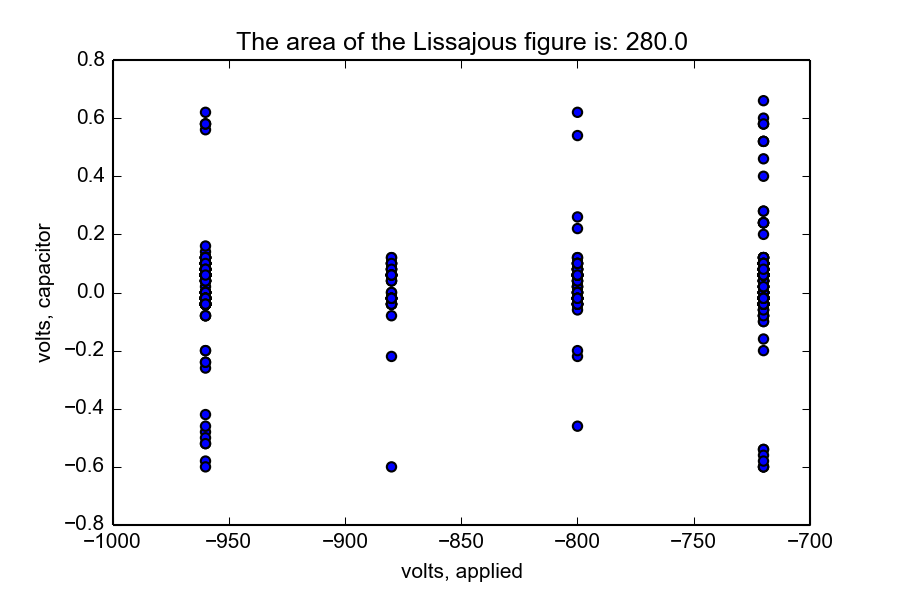 The area of the Lissajous figure is: 280.0
0.8
0.6
0.4
0.2
0.0
−0.2
−0.4
−0.6
−0.8
volts, capacitor
−1000 −950 −900 −850 −800 −750 −700
volts, applied